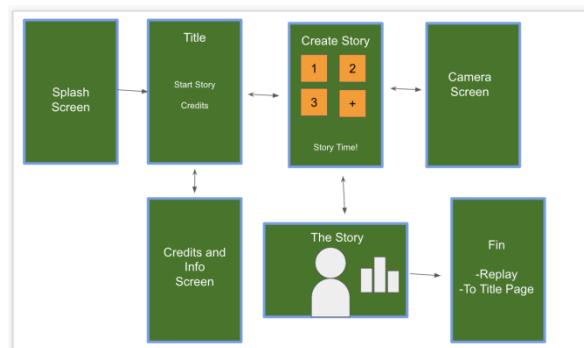 Splash
Screen
Title
Start Story
Credits
Create Story
1
2
3
+
Story Time!
Camera
Screen
Credits and
Info
Screen
The Story
Fin
-Replay
-To Title Page